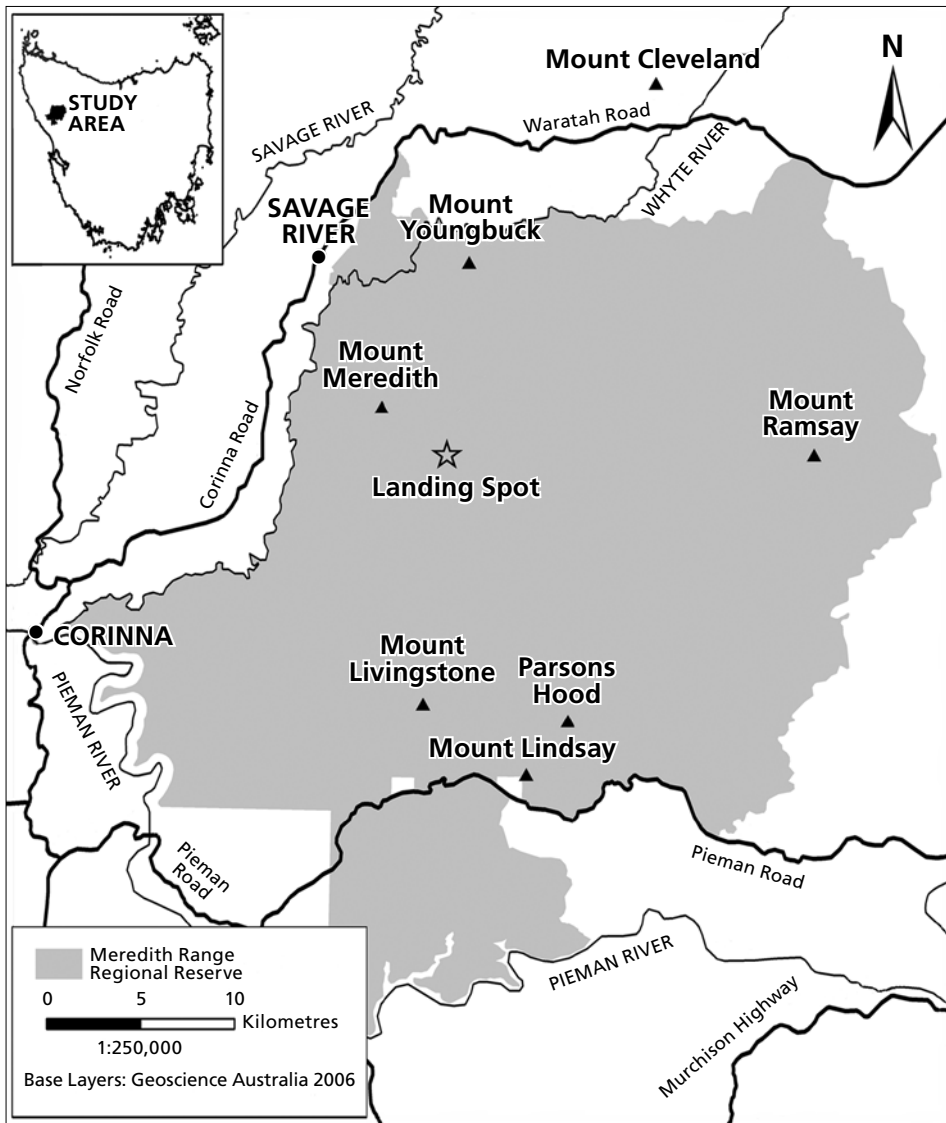 STUDY
AREA
Mount Cleveland
N
Waratah Road
SAVAGE RIVER
WHYTE RIVER
SAVAGE
RIVER
Mount
Youngbuck
Norfolk Road
Mount
Meredith
Corinna Road
Mount
Ramsay
Landing Spot
CORINNA
Mount
Livingstone
Parsons
Hood
PIEMAN RIVER
Mount Lindsay
Pieman
Road
Pieman Road
Meredith Range
Regional Reserve
0 5 10
Kilometres
1:250,000
Base Layers: Geoscience Australia 2006
PIEMAN RIVER
Murchison Highway